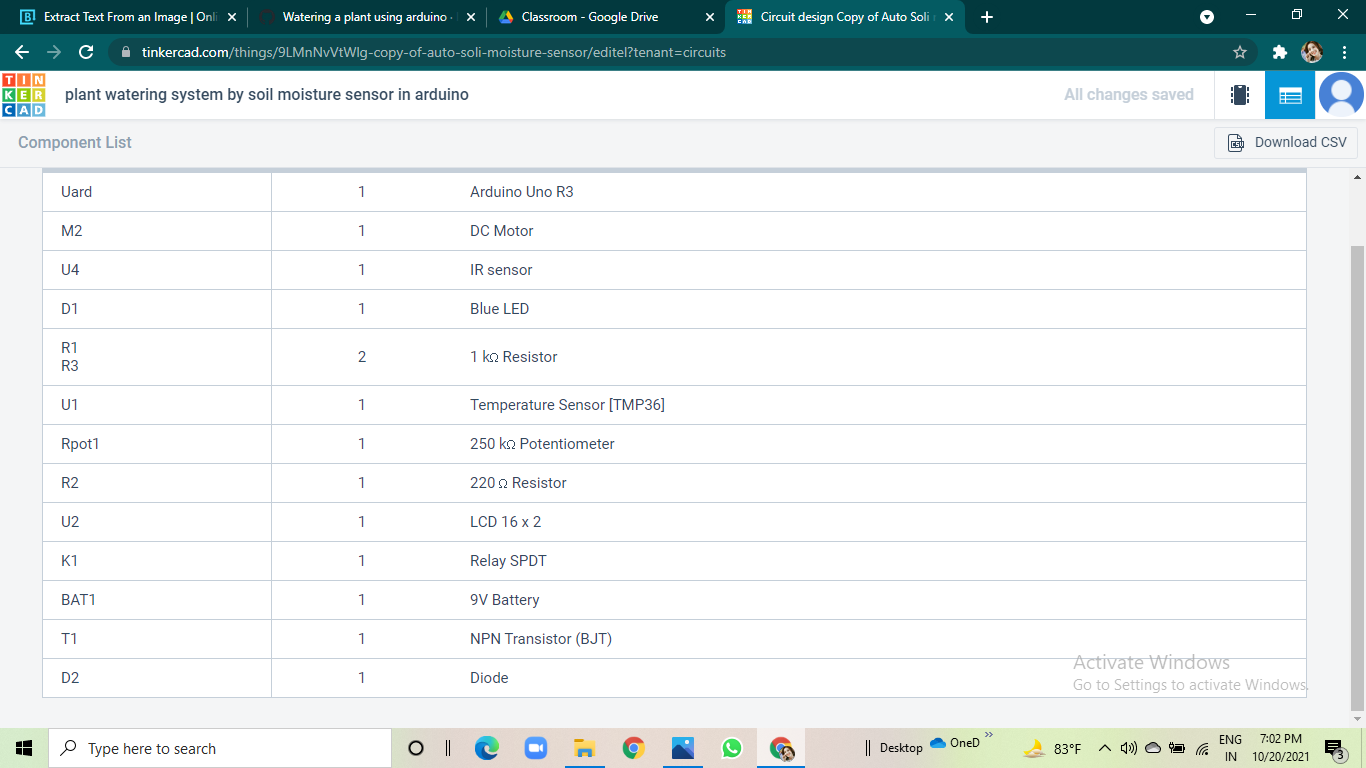 Extract Text From an Image | Onli
Watering a plant using arduino -
Classroom - Google Drive
Circuit design Copy of Auto Soli
tinkercad.com/things/9LMnNvVtWlg-copy-of-auto-soli-moisture-sensor/editel?tenant=circuits
TIN
KER
CAD
plant watering system by soil moisture sensor in arduino
All changes saved
Component List
Download CSV
Uard 1 Arduino Uno R3
M2 1 DC Motor
U4 1 IR sensor
D1 1 Blue LED
R1
R3
2 1 kΩ Resistor
U1 1 Temperature Sensor [TMP36]
Rpot1 1 250 kΩ Potentiometer
R2 1 220 Ω Resistor
U2 1 LCD 16 x 2
K1 1 Relay SPDT
BAT1 1 9V Battery
T1 1 NPN Transistor (BJT)
D2 1 Diode
Activate Windows
Go to Settings to activate Windows.
Type here to search
Desktop
OneD
83°F
ENG
IN
7:02 PM
10/20/2021
3